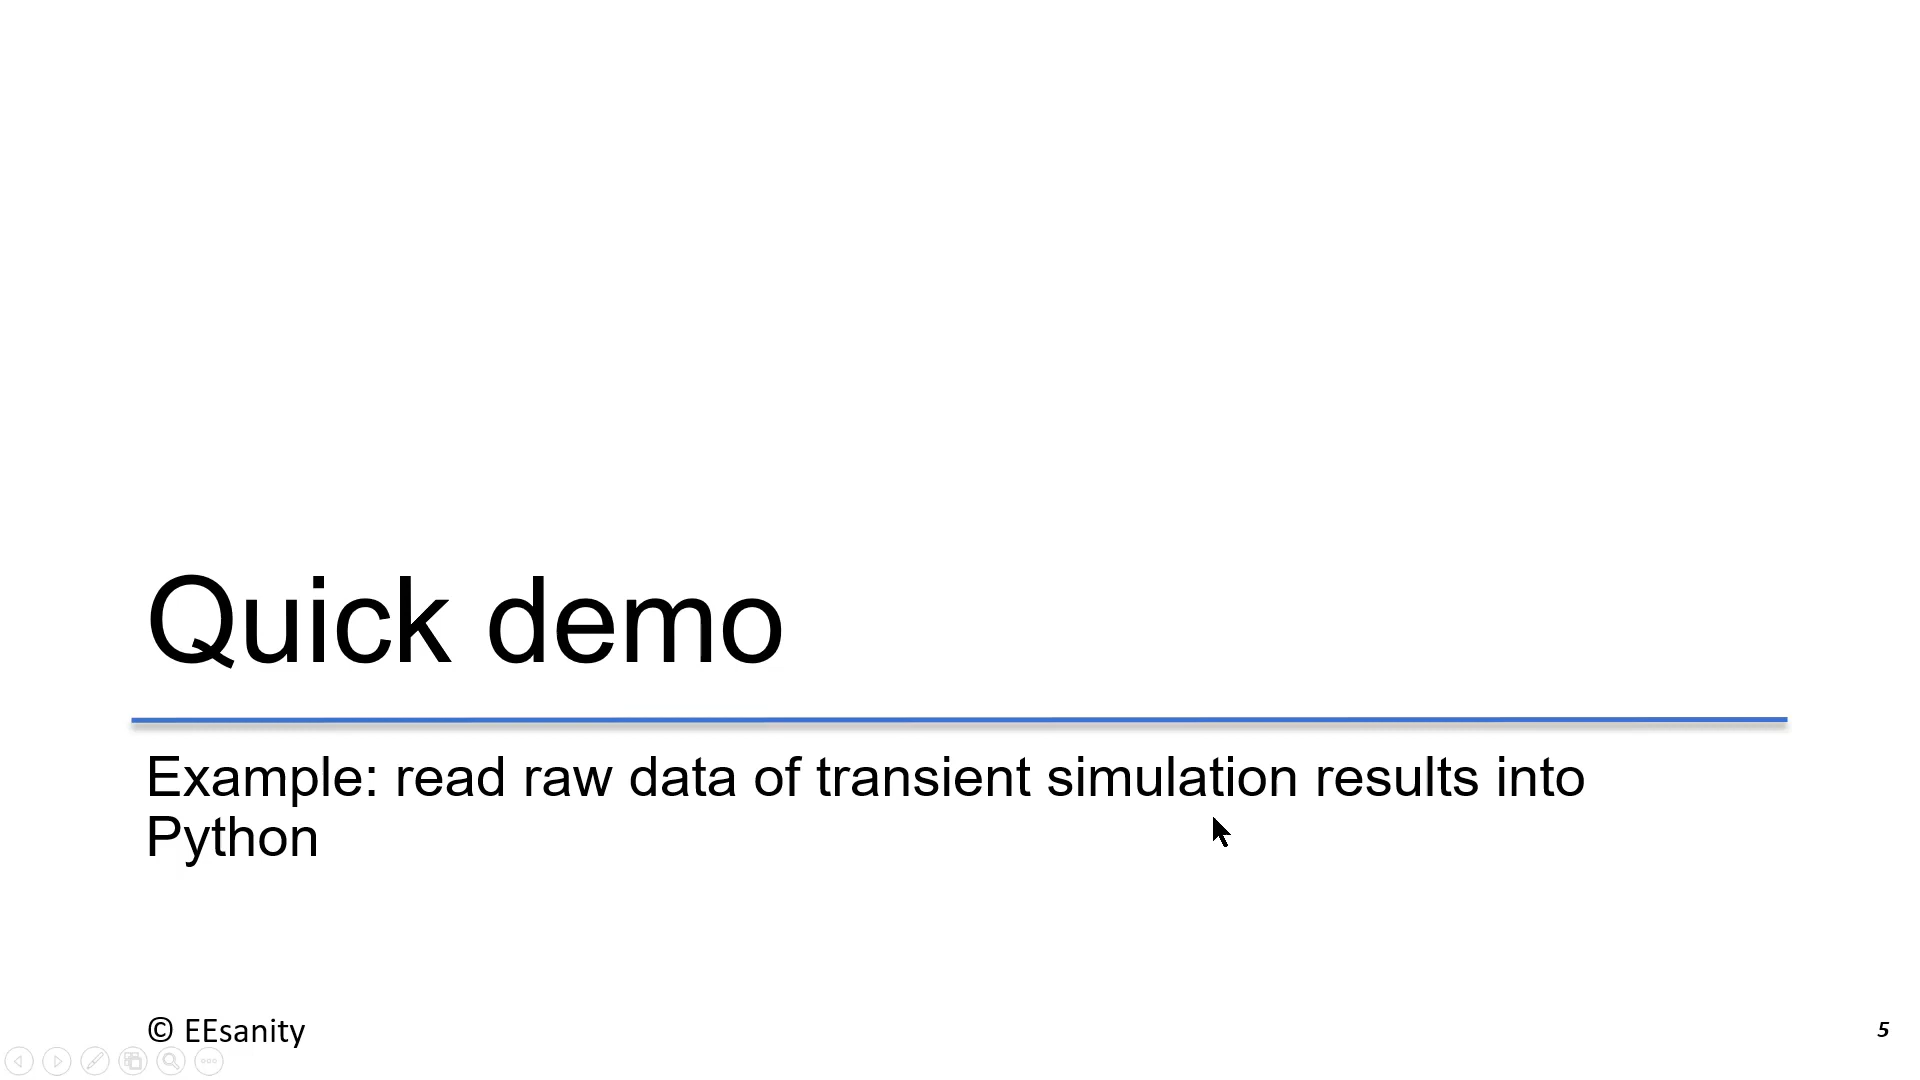 Quick demo
Example: read raw data of transient simulation results into
Python
© EEsanity
5